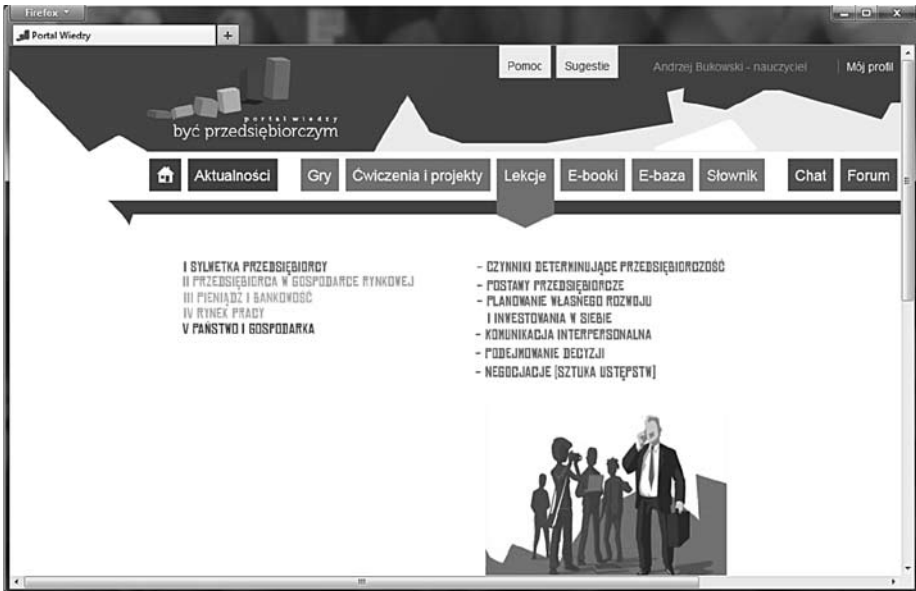 Firefox
Portal Wiedzy
+
Pomoc Sugestie Andrzej Bukowski - nauczyciel Mój profil
portal wiedzy
być przedsiębiorczym
Aktualności Gry Ćwiczenia i projekty Lekcje E-booki E-baza Słownik Chat Forum
I SYLWETKA PRZEDSIĘBIORCY
II PRZEDSIĘBIORCA W GOSPODARCE RYNKOWEJ
III PIENIĄDZ I BANKOWOŚĆ
IV RYNEK PRACY
V PAŃSTWO I GOSPODARKA
- CZYNNIKI DETERMINUJĄCE PRZEDSIĘBIORCZOŚĆ
- POSTAWY PRZEDSIĘBIORCZE
- PLANOWANIE WŁASNEGO ROZWOJU
I INWESTOWANIA W SIEBIE
- KOMUNIKACJA INTERPERSONALNA
- PODEJMOWANIE DECYZJI
- NEGOCJACJE [SZTUKA USTĘPSTW]